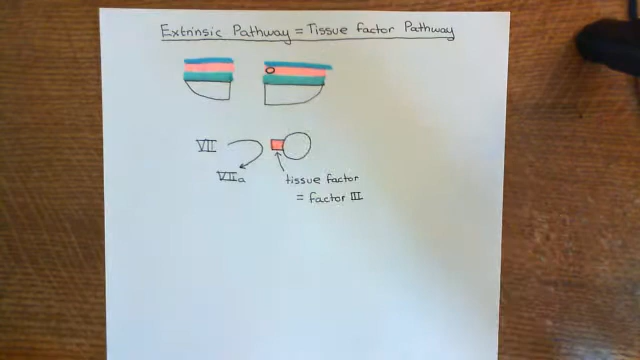 Extrinsic Pathway = Tissue factor Pathway
VII
VIIa
tissue factor
= factor III